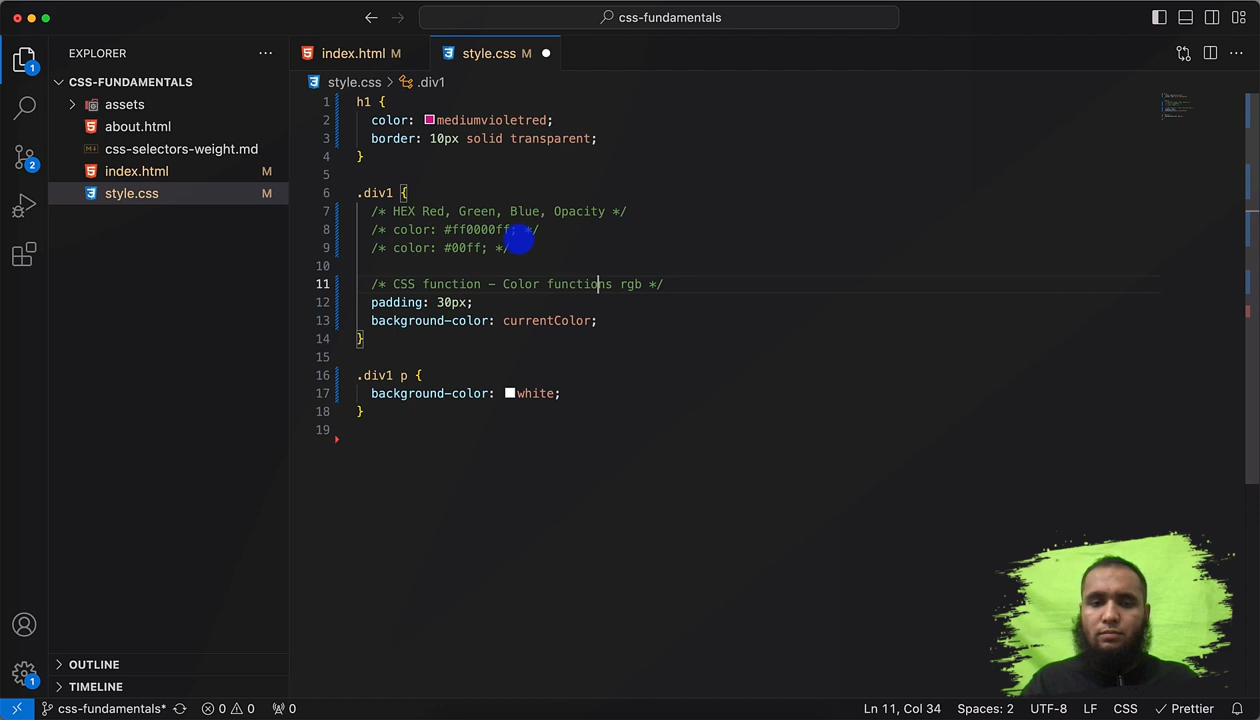 css-fundamentals
EXPLORER
index.html M
style.css M
CSS-FUNDAMENTALS
style.css
.div1
assets
about.html
css-selectors-weight.md
index.html M
style.css M
1 h1 {
2 color: mediumvioletred;
3 border: 10px solid transparent;
4 }
5
6 .div1 {
7 /* HEX Red, Green, Blue, Opacity */
8 /* color: #ff0000ff; */
9 /* color: #00ff; */
10
11 /* CSS function - Color functions rgb */
12 padding: 30px;
13 background-color: currentColor;
14 }
15
16 .div1 p {
17 background-color: white;
18 }
19
1
2
1
OUTLINE
TIMELINE
css-fundamentals* 0 0 0
Ln 11, Col 34 Spaces: 2 UTF-8 LF CSS Prettier